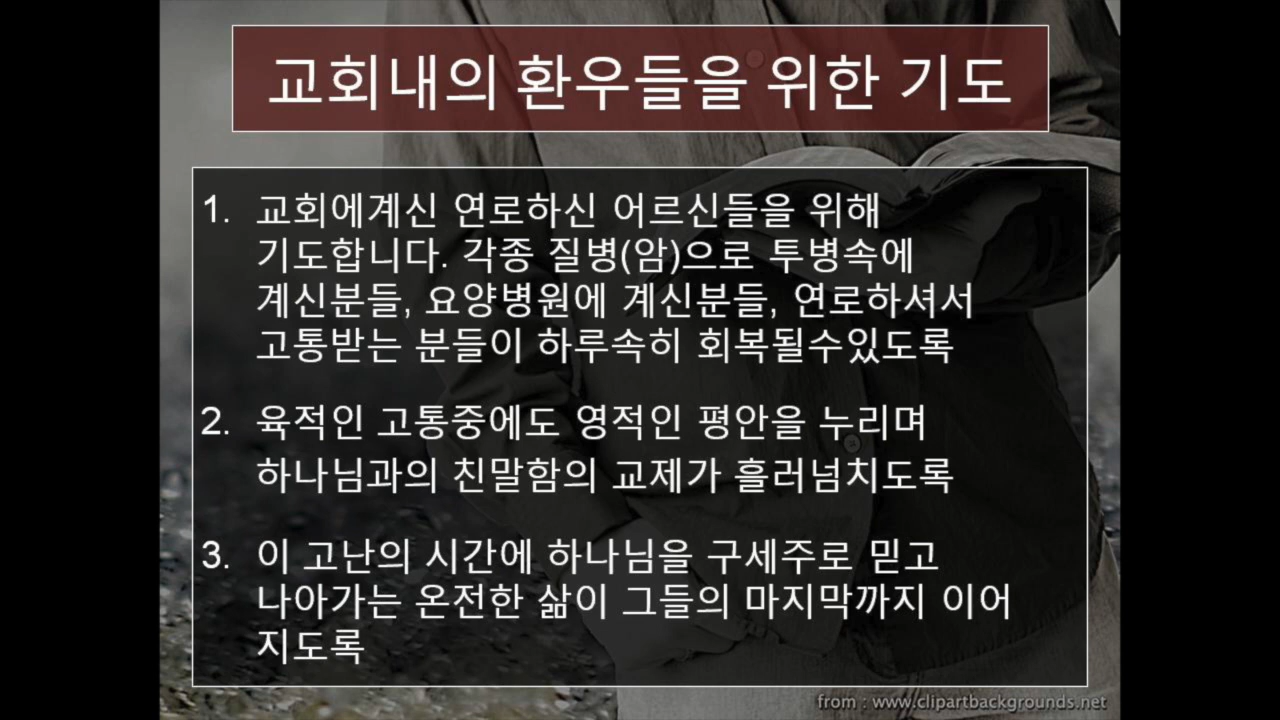 교회내의 환우들을 위한 기도
1. 교회에계신 연로하신 어르신들을 위해
기도합니다. 각종 질병(암)으로 투병속에
계신분들, 요양병원에 계신분들, 연로하셔서
고통받는 분들이 하루속히 회복될수있도록
2. 육적인 고통중에도 영적인 평안을 누리며
하나님과의 친말함의 교제가 흘러넘치도록
3. 이 고난의 시간에 하나님을 구세주로 믿고
나아가는 온전한 삶이 그들의 마지막까지 이어
지도록
from : www.clipartbackgrounds.net